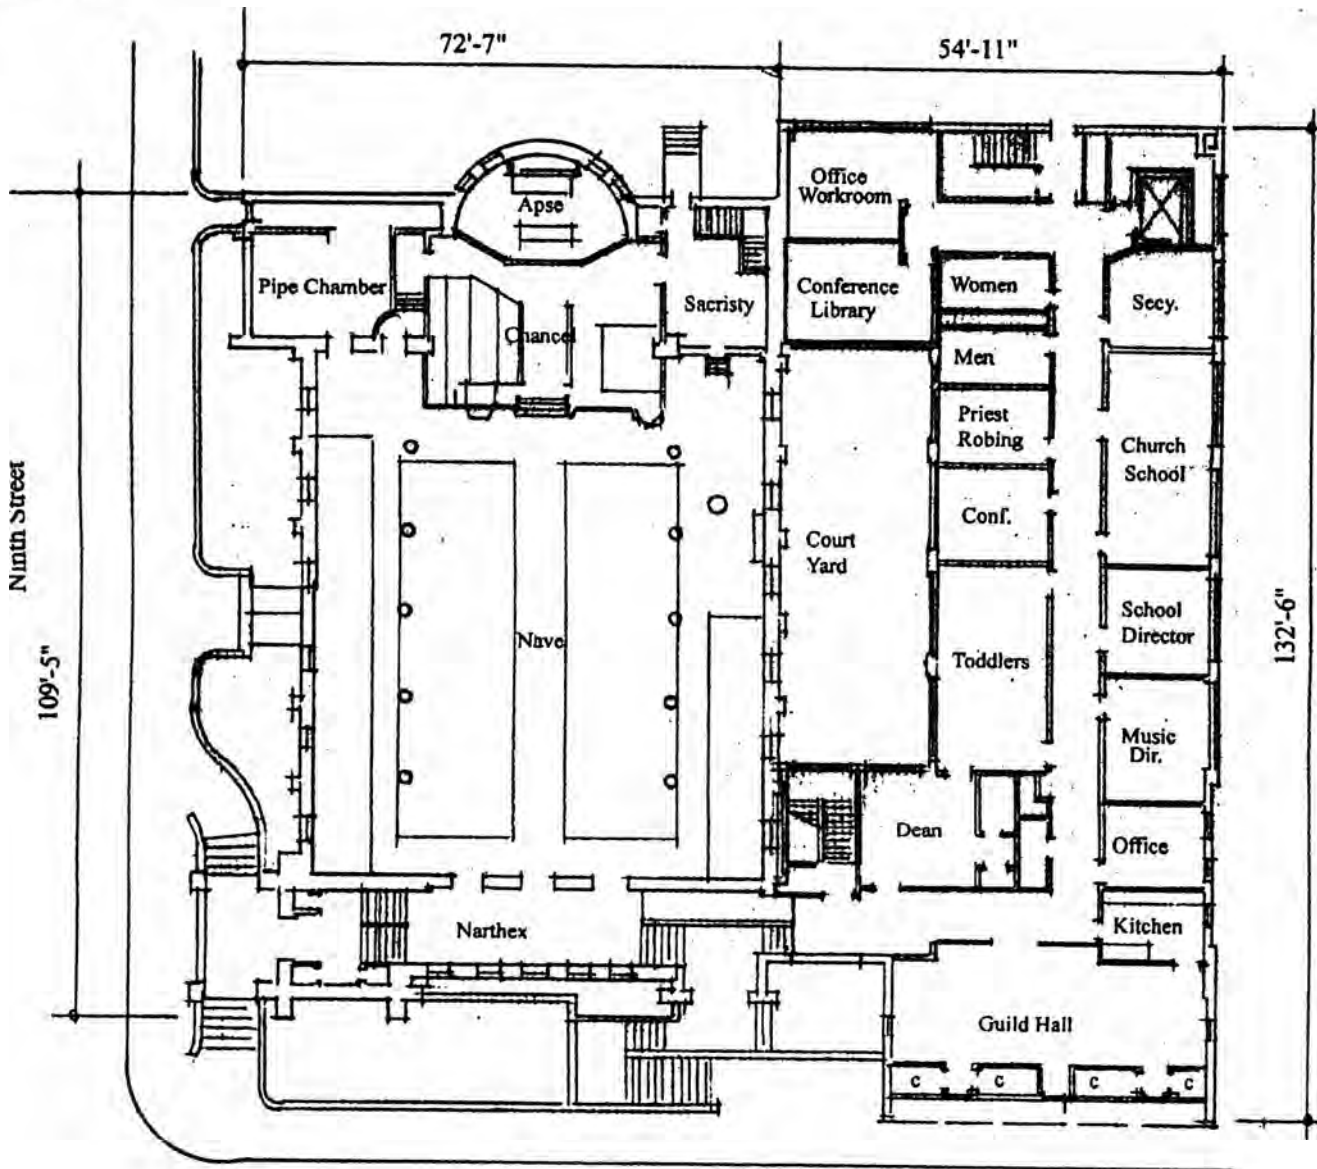 72'-7"
54'-11"
Office
Workroom
Apse
Pipe Chamber
Conference
Library
Women
Secy.
Sacristy
Chancel
Men
Priest
Robing
Church
School
Conf.
Court
Yard
Ninth Street
Nave
School
Director
Toddlers
109'-5"
132'-6"
Music
Dir.
Dean
Office
Narthex
Kitchen
Guild Hall
C C C C